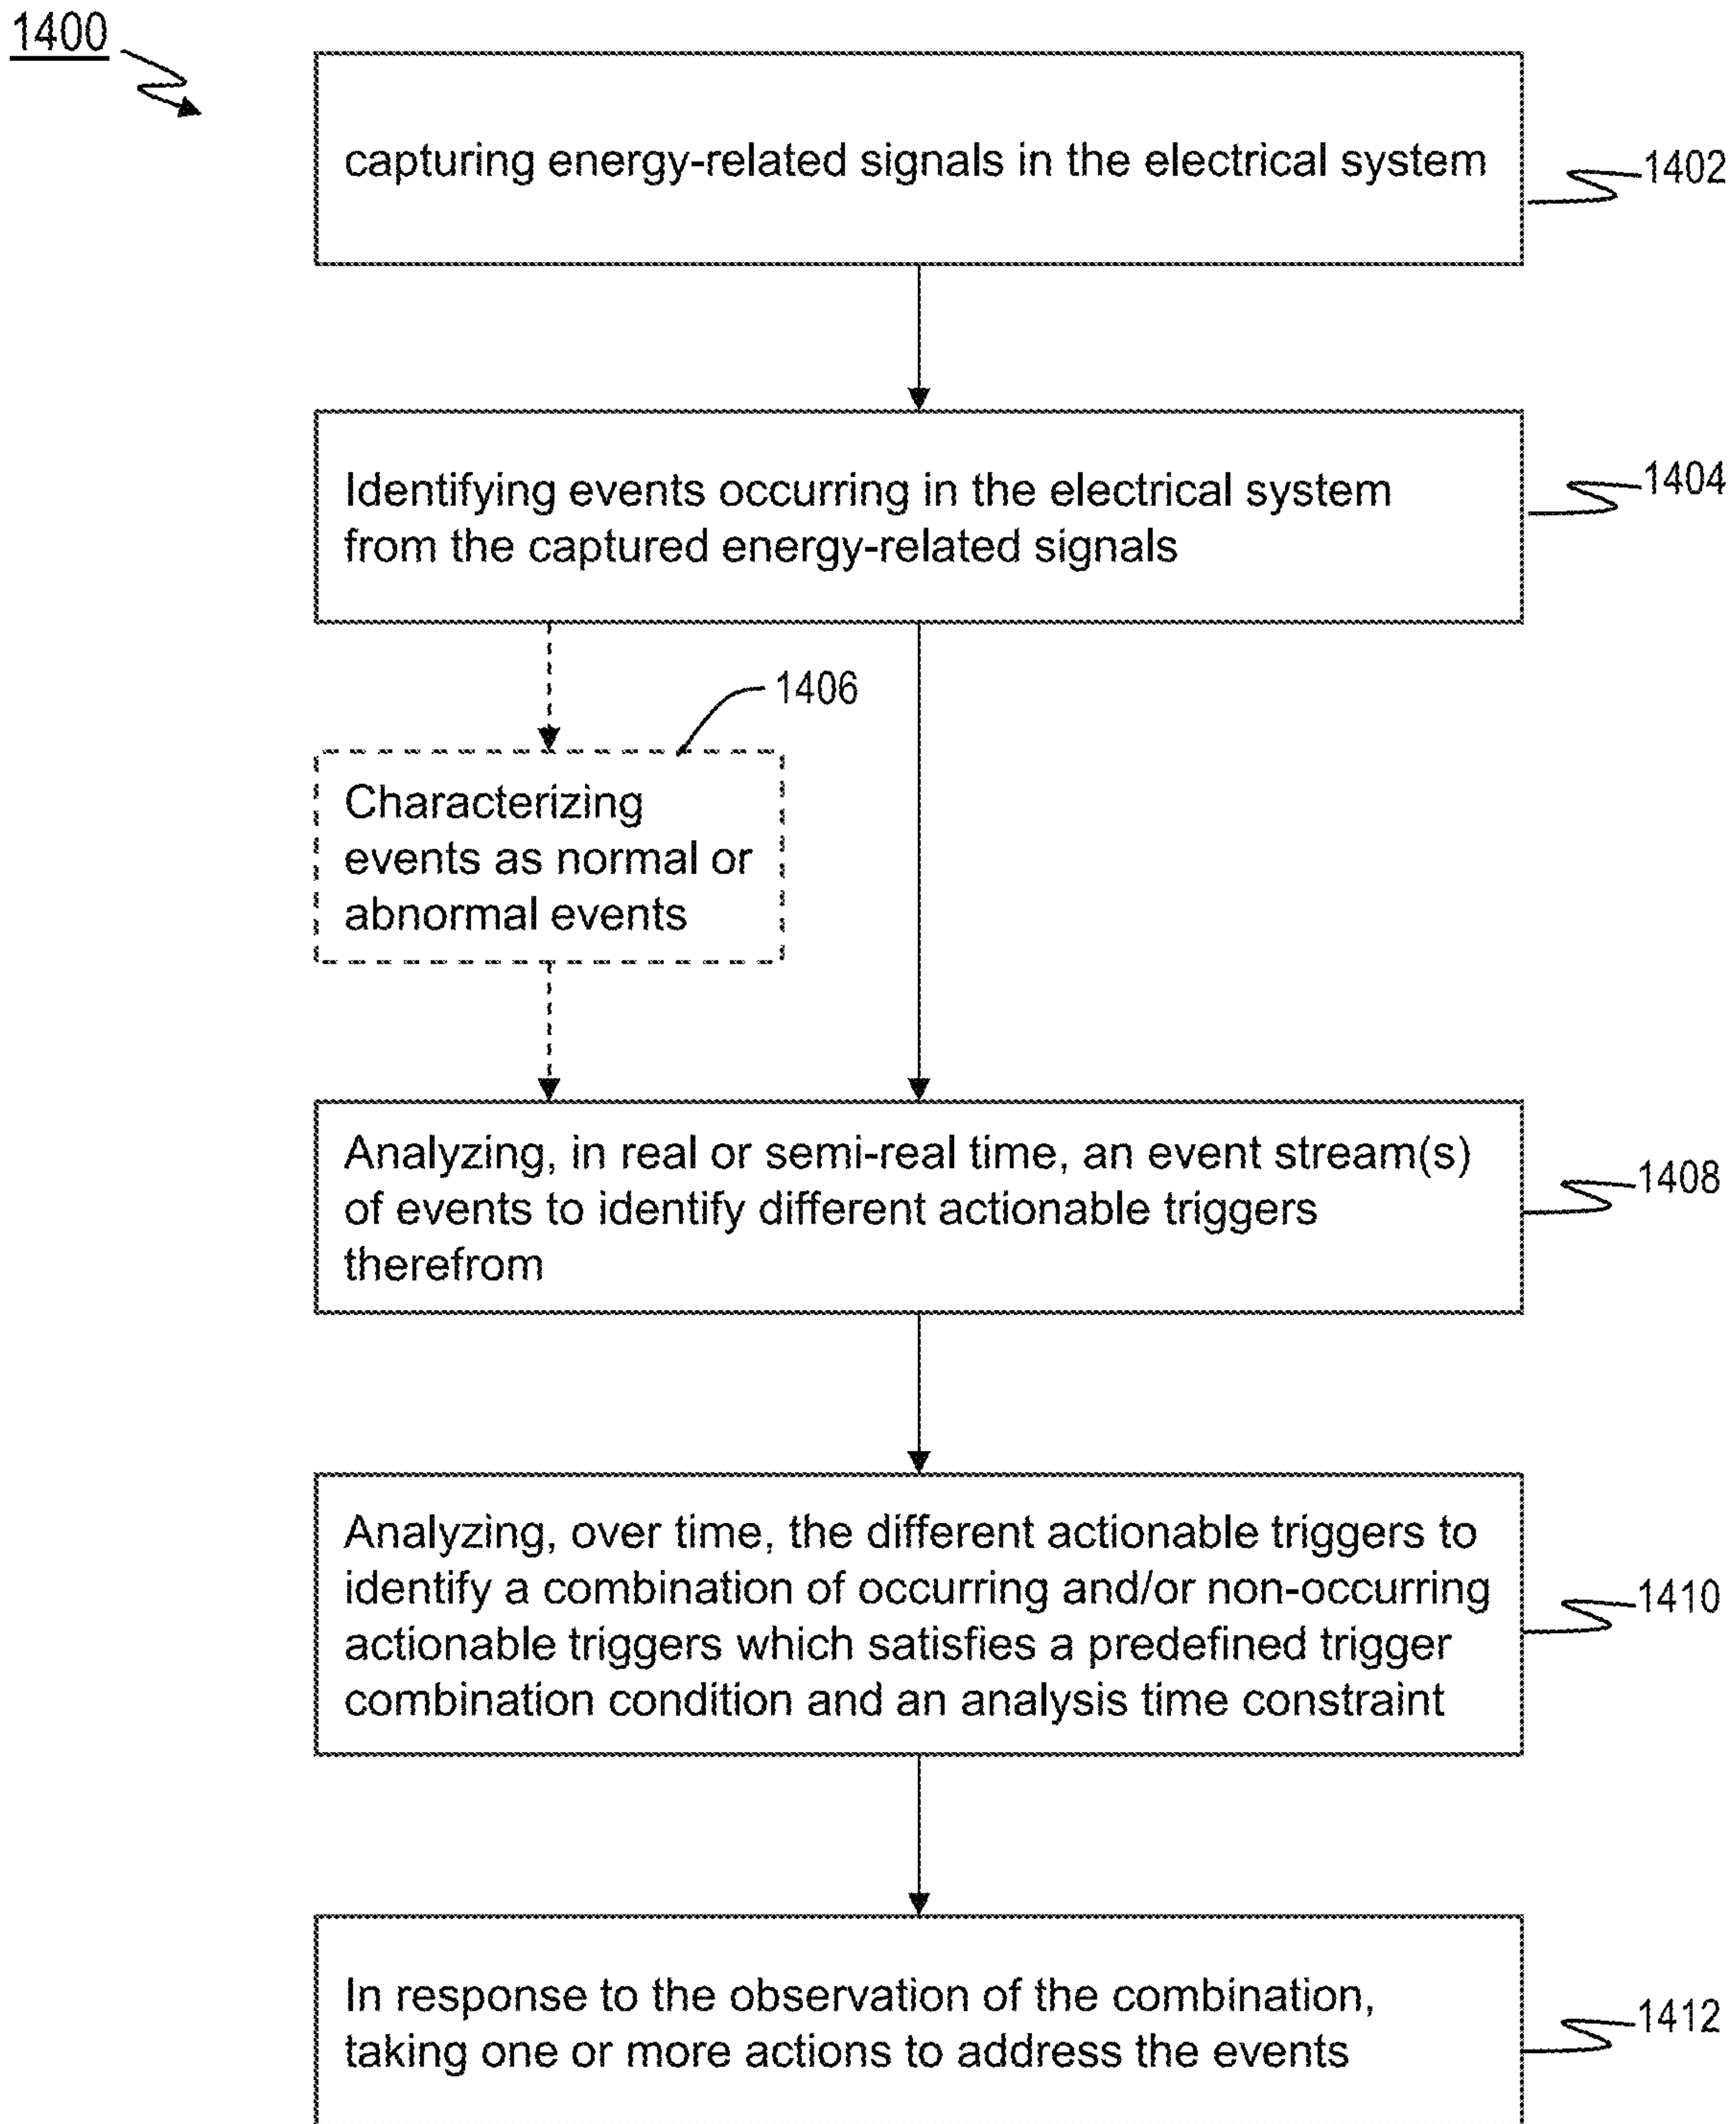 1400
capturing energy-related signals in the electrical system
1402
Identifying events occurring in the electrical system
from the captured energy-related signals
1404
1406
Characterizing
events as normal or
abnormal events
Analyzing, in real or semi-real time, an event stream(s)
of events to identify different actionable triggers
therefrom
1408
Analyzing, over time, the different actionable triggers to
identify a combination of occurring and/or non-occurring
actionable triggers which satisfies a predefined trigger
combination condition and an analysis time constraint
1410
In response to the observation of the combination,
taking one or more actions to address the events
1412